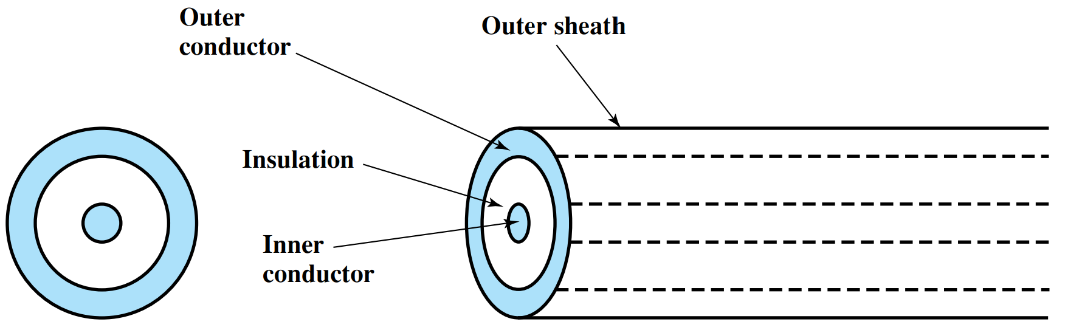 Outer
conductor
Outer sheath
Insulation
Inner
conductor